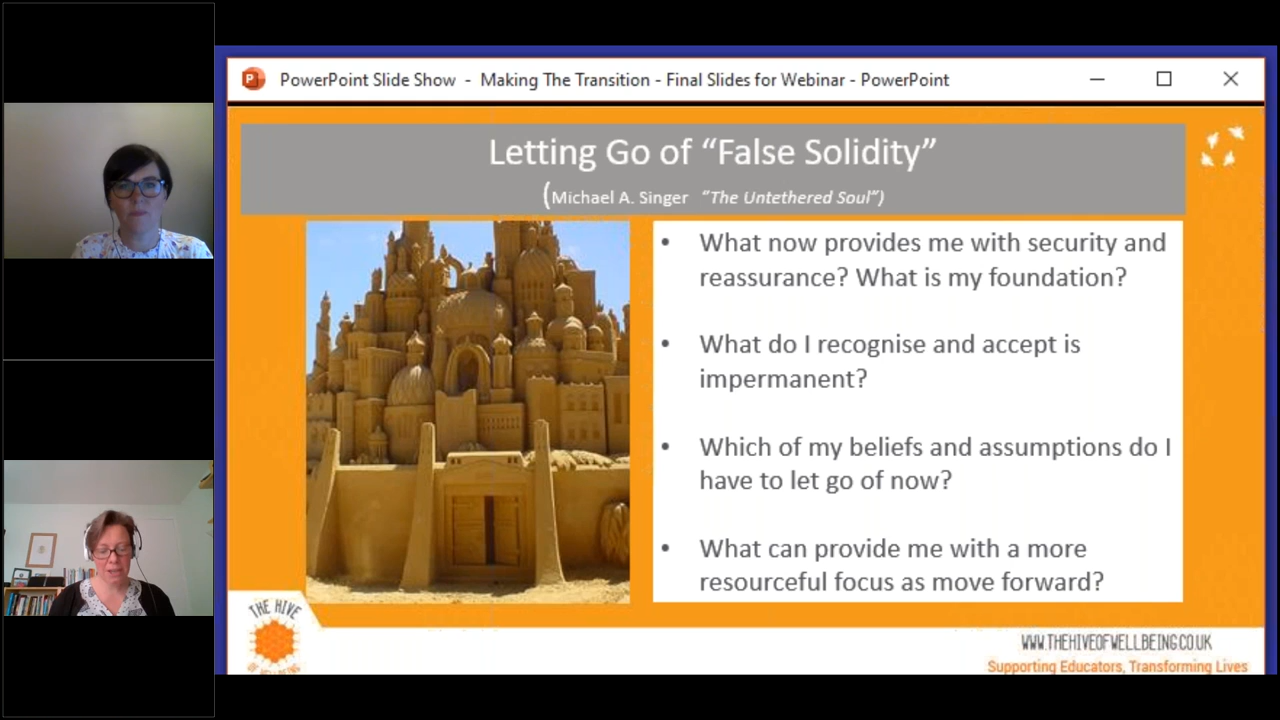 PowerPoint Slide Show - Making The Transition - Final Slides for Webinar - PowerPoint
Letting Go of “False Solidity”
(Michael A. Singer “The Untethered Soul”)
• What now provides me with security and
reassurance? What is my foundation?
• What do I recognise and accept is
impermanent?
• Which of my beliefs and assumptions do I
have to let go of now?
• What can provide me with a more
resourceful focus as move forward?
THE HIVE
WWW.THEHIVEOFWELLBEING.CO.UK
Supporting Educators, Transforming Lives